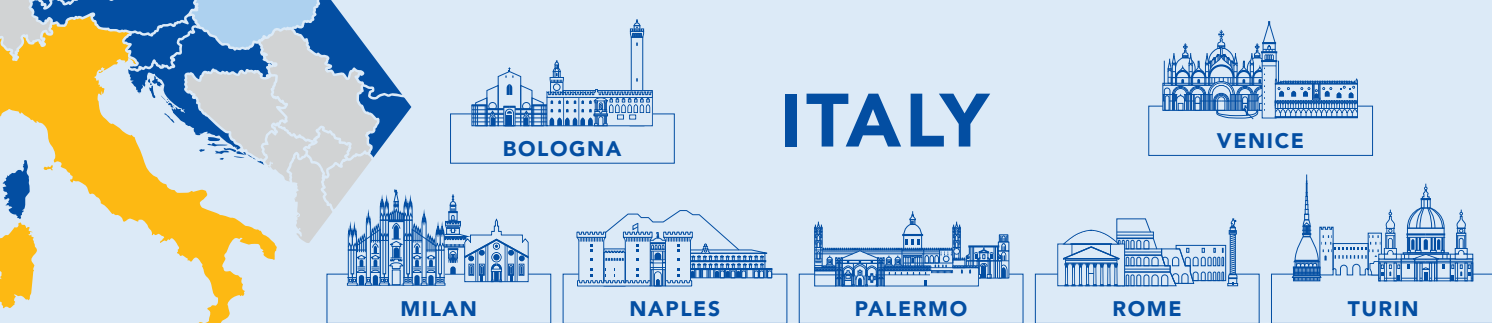 ITALY
BOLOGNA
VENICE
MILAN
NAPLES
PALERMO
ROME
TURIN